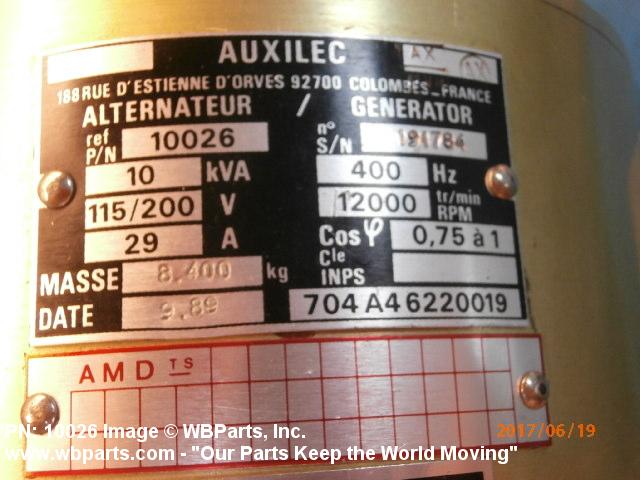 AUXILEC AX
188 RUE D'ESTIENNE D'ORVES 92700 COLOMBES_FRANCE
ALTERNATEUR / GENERATOR
ref P/N 10026 n° S/N 191784
10 kVA 400 Hz
115/200 V 12000 tr/min RPM
29 A Cos φ 0,75 à 1
MASSE 8,400 kg Cle INPS
DATE 9.89 704 A4 6220019
AMD TS
PN: 10026 Image © WBParts, Inc. 2017/06/19
www.wbparts.com - "Our Parts Keep the World Moving"